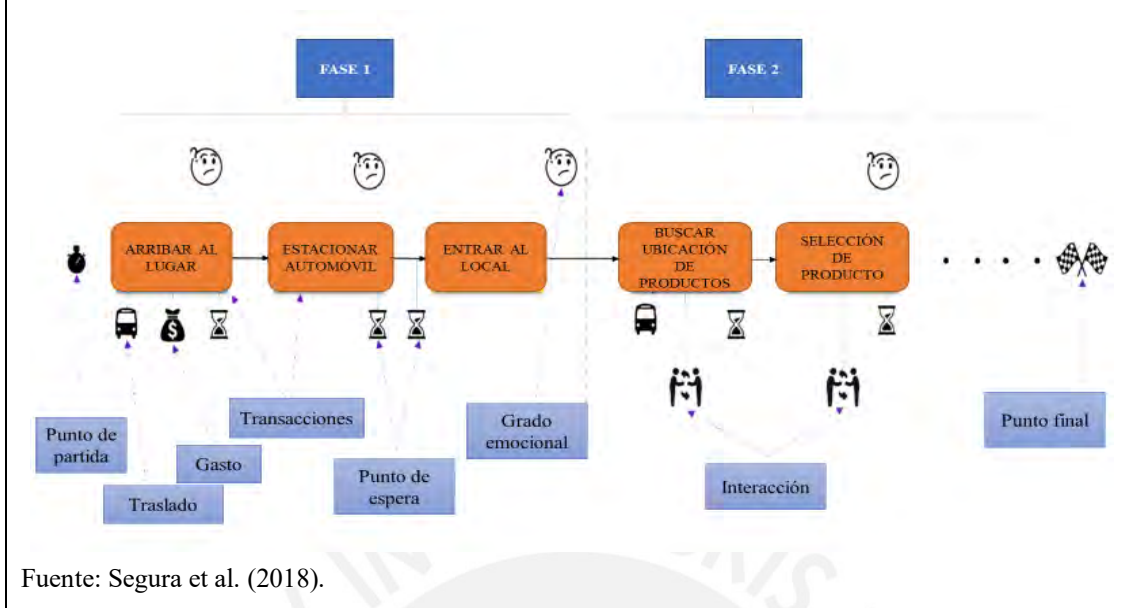 FASE 1
FASE 2
ARRIBAR AL
LUGAR
ESTACIONAR
AUTOMÓVIL
ENTRAR AL
LOCAL
BUSCAR
UBICACIÓN
DE
PRODUCTOS
SELECCIÓN
DE
PRODUCTO
Punto de
partida
Traslado
Gasto
Transacciones
Punto de
espera
Grado
emocional
Interacción
Punto final
Fuente: Segura et al. (2018).